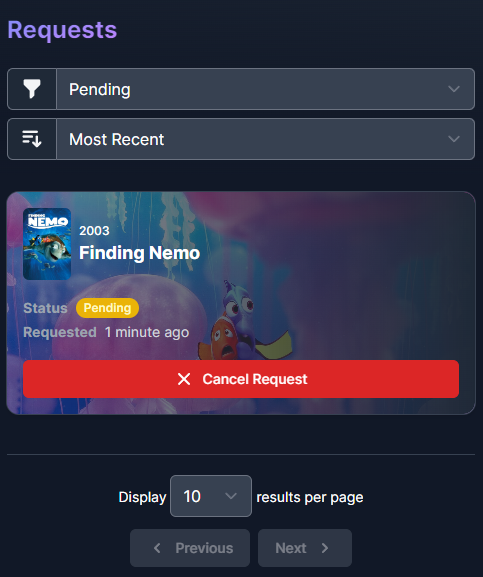 Requests
Pending
Most Recent
FINDING
NEMO
2003
Finding Nemo
Status Pending
Requested 1 minute ago
Cancel Request
Display 10 results per page
Previous Next